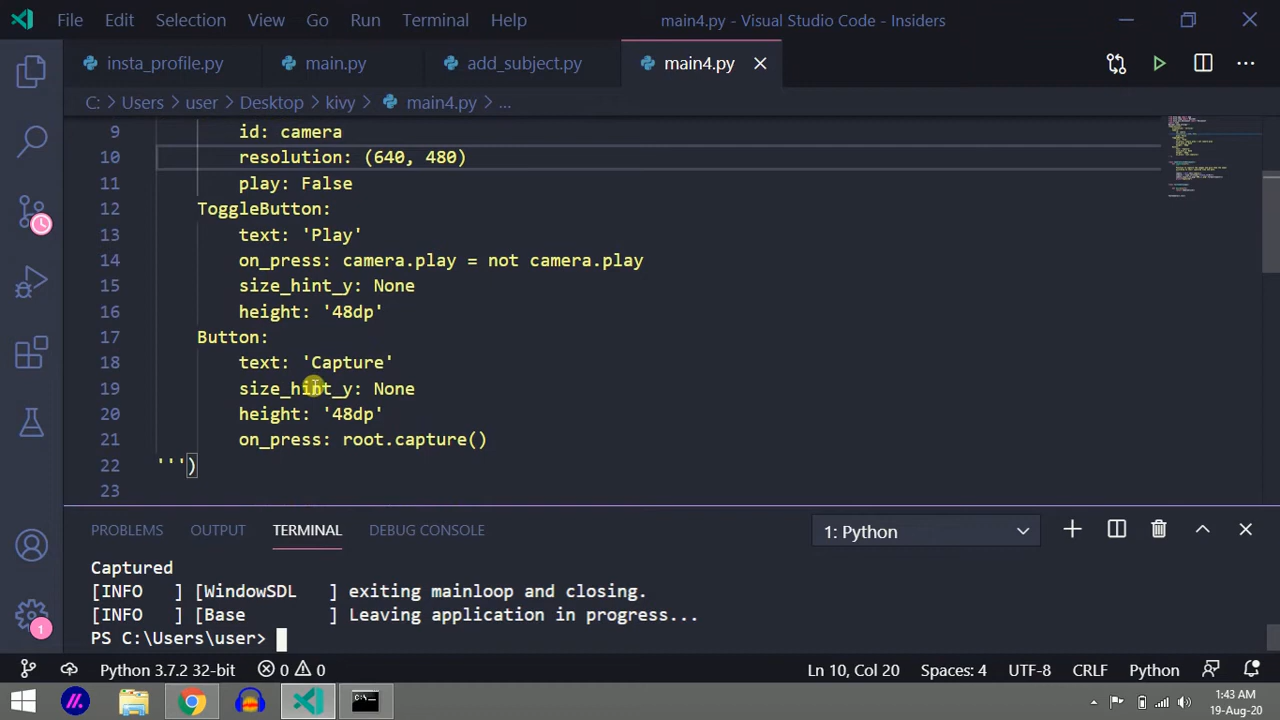 File Edit Selection View Go Run Terminal Help main4.py - Visual Studio Code - Insiders
insta_profile.py main.py add_subject.py main4.py
C: > Users > user > Desktop > kivy > main4.py > ...
9 id: camera
10 resolution: (640, 480)
11 play: False
12 ToggleButton:
13 text: 'Play'
14 on_press: camera.play = not camera.play
15 size_hint_y: None
16 height: '48dp'
17 Button:
18 text: 'Capture'
19 size_hint_y: None
20 height: '48dp'
21 on_press: root.capture()
22 ''')
23
PROBLEMS OUTPUT TERMINAL DEBUG CONSOLE 1: Python
Captured
[INFO ] [WindowSDL ] exiting mainloop and closing.
[INFO ] [Base ] Leaving application in progress...
PS C:\Users\user>
1
Python 3.7.2 32-bit 0 0 Ln 10, Col 20 Spaces: 4 UTF-8 CRLF Python
1:43 AM
19-Aug-20